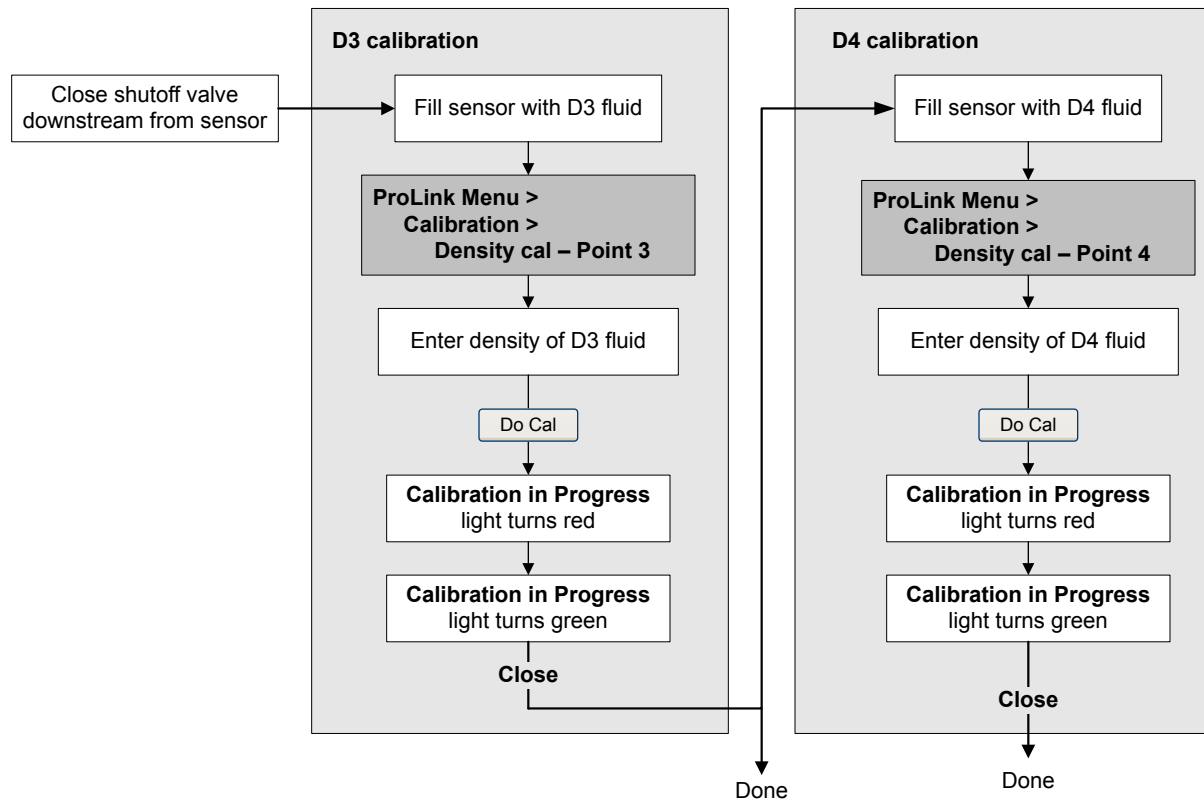 Close shutoff valve
downstream from sensor
D3 calibration
Fill sensor with D3 fluid
ProLink Menu >
Calibration >
Density cal – Point 3
Enter density of D3 fluid
Do Cal
Calibration in Progress
light turns red
Calibration in Progress
light turns green
Close
Done
D4 calibration
Fill sensor with D4 fluid
ProLink Menu >
Calibration >
Density cal – Point 4
Enter density of D4 fluid
Do Cal
Calibration in Progress
light turns red
Calibration in Progress
light turns green
Close
Done